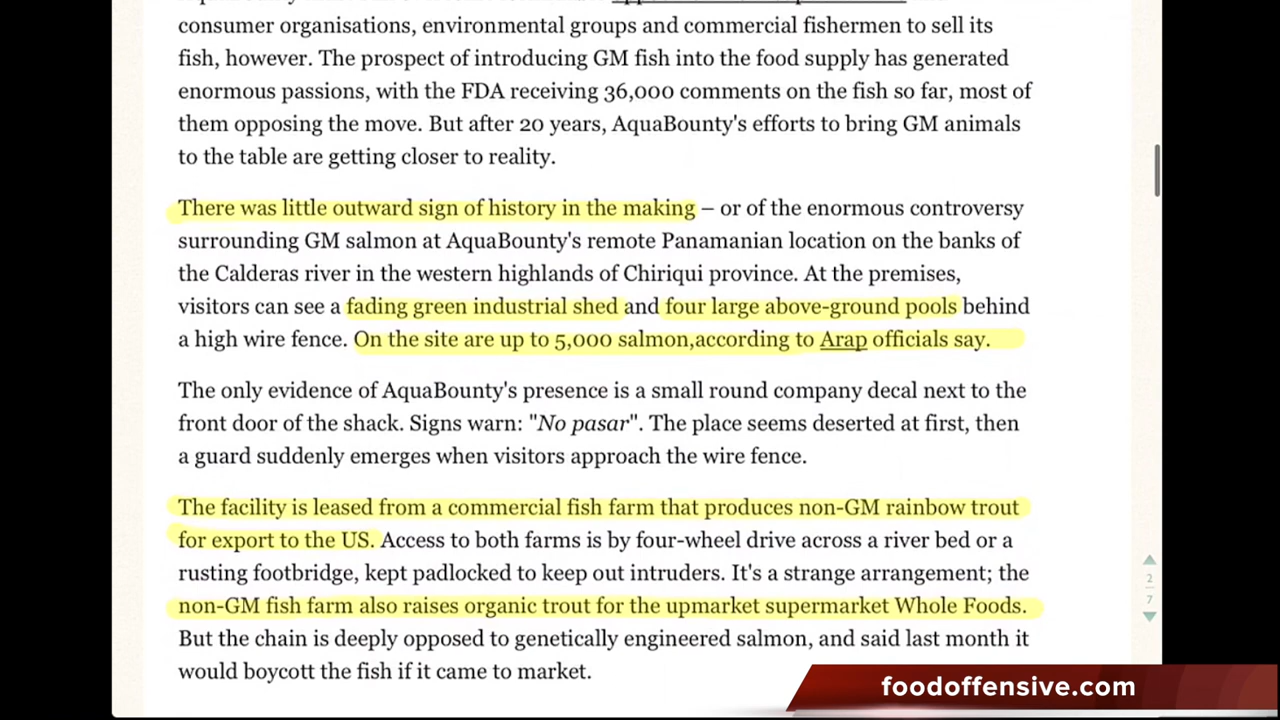 consumer organisations, environmental groups and commercial fishermen to sell its
fish, however. The prospect of introducing GM fish into the food supply has generated
enormous passions, with the FDA receiving 36,000 comments on the fish so far, most of
them opposing the move. But after 20 years, AquaBounty's efforts to bring GM animals
to the table are getting closer to reality.
There was little outward sign of history in the making – or of the enormous controversy
surrounding GM salmon at AquaBounty's remote Panamanian location on the banks of
the Calderas river in the western highlands of Chiriqui province. At the premises,
visitors can see a fading green industrial shed and four large above-ground pools behind
a high wire fence. On the site are up to 5,000 salmon,according to Arap officials say.
The only evidence of AquaBounty's presence is a small round company decal next to the
front door of the shack. Signs warn: "No pasar". The place seems deserted at first, then
a guard suddenly emerges when visitors approach the wire fence.
The facility is leased from a commercial fish farm that produces non-GM rainbow trout
for export to the US. Access to both farms is by four-wheel drive across a river bed or a
rusting footbridge, kept padlocked to keep out intruders. It's a strange arrangement; the
non-GM fish farm also raises organic trout for the upmarket supermarket Whole Foods.
But the chain is deeply opposed to genetically engineered salmon, and said last month it
would boycott the fish if it came to market.
2
7
foodoffensive.com